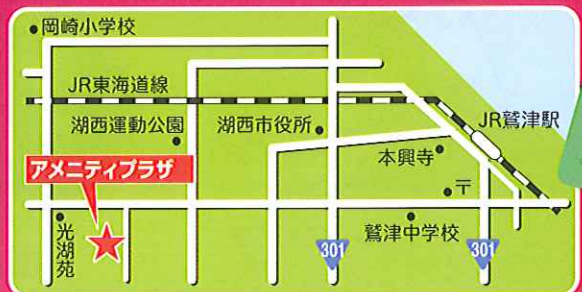 岡崎小学校
JR東海道線
JR鷲津駅
湖西運動公園
湖西市役所
本興寺
アメニティプラザ
〒
光湖苑
鷲津中学校
301
301